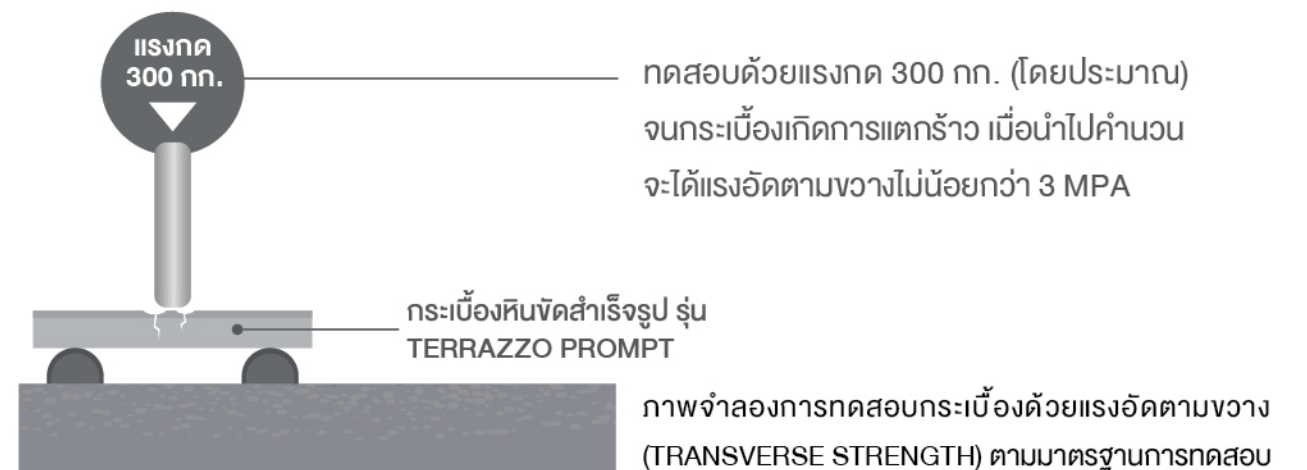 แรงกด
300 กก.
ทดสอบด้วยแรงกด 300 กก. (โดยประมาณ)
จนกระเบื้องเกิดการแตกร้าว เมื่อนำไปคำนวน
จะได้แรงอัดตามขวางไม่น้อยกว่า 3 MPA
กระเบื้องหินขัดสำเร็จรูป รุ่น
TERRAZZO PROMPT
ภาพจำลองการทดสอบกระเบื้องด้วยแรงอัดตามขวาง
(TRANSVERSE STRENGTH) ตามมาตรฐานการทดสอบ